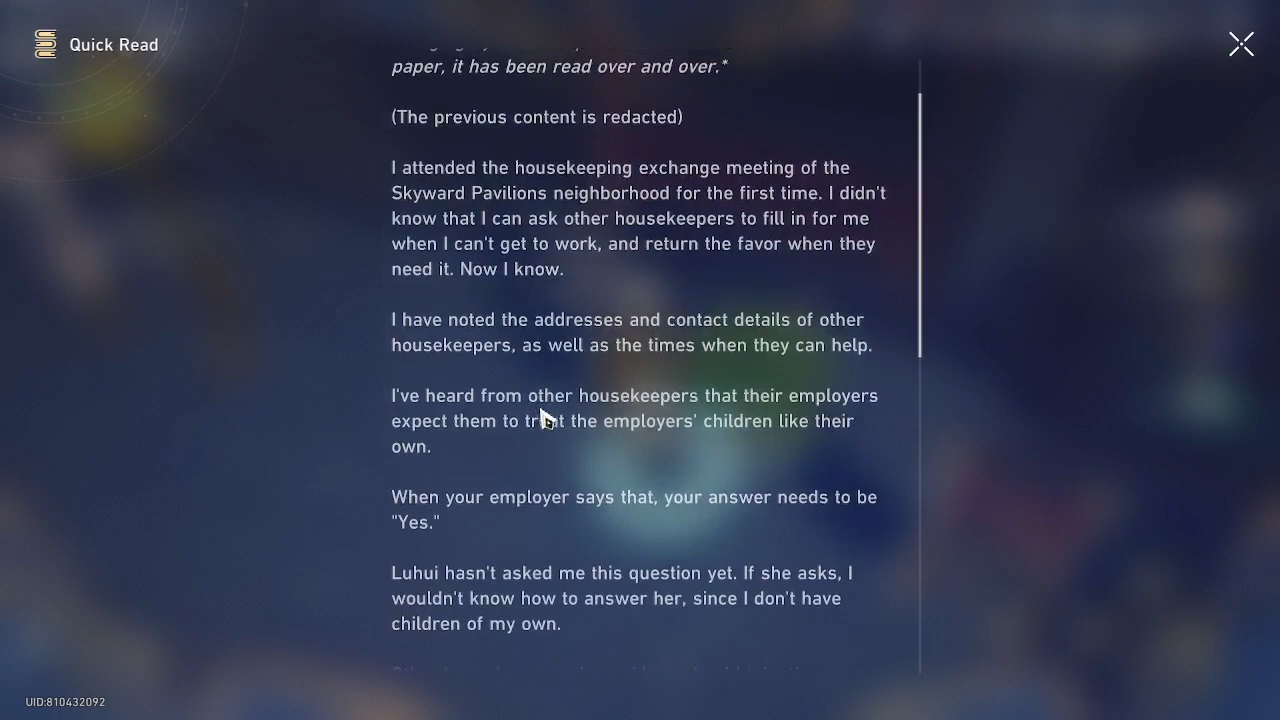 Quick Read
paper, it has been read over and over.*
(The previous content is redacted)
I attended the housekeeping exchange meeting of the
Skyward Pavilions neighborhood for the first time. I didn't
know that I can ask other housekeepers to fill in for me
when I can't get to work, and return the favor when they
need it. Now I know.
I have noted the addresses and contact details of other
housekeepers, as well as the times when they can help.
I've heard from other housekeepers that their employers
expect them to treat the employers' children like their
own.
When your employer says that, your answer needs to be
"Yes."
Luhui hasn't asked me this question yet. If she asks, I
wouldn't know how to answer her, since I don't have
children of my own.
UID:810432092